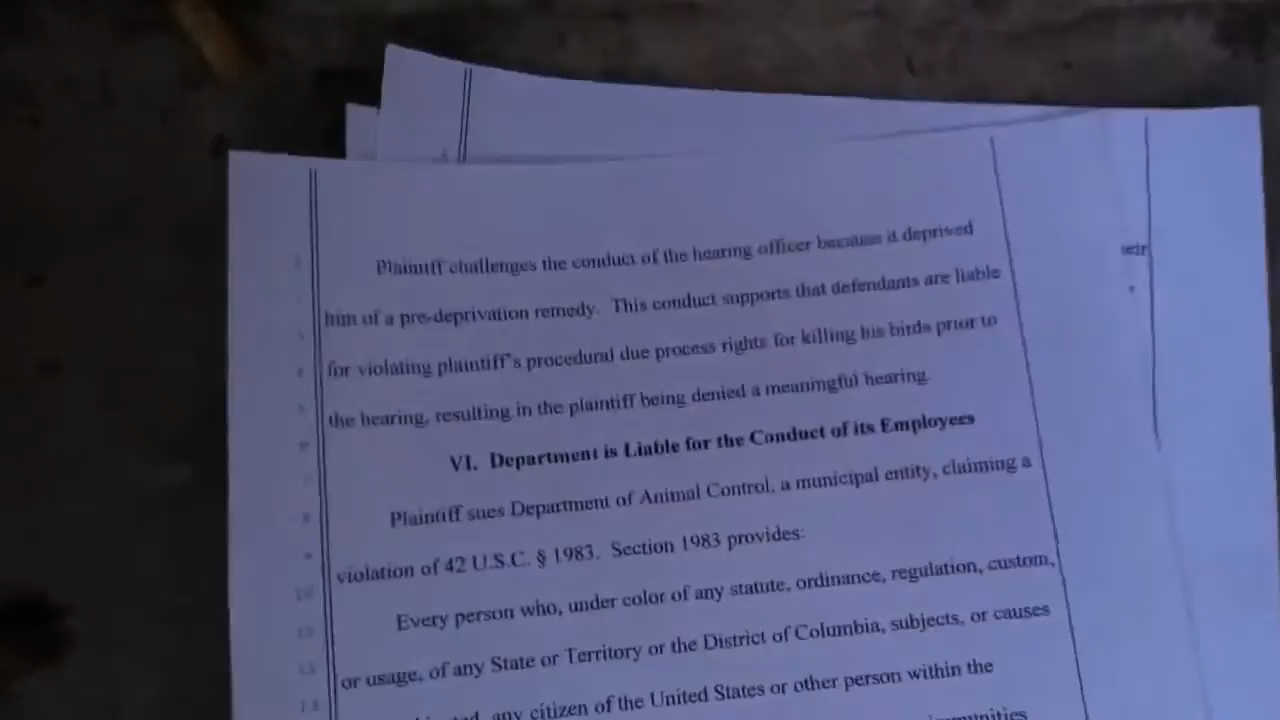 Plaintiff challenges the conduct of the hearing officer because it deprived
him of a pre-deprivation remedy. This conduct supports that defendants are liable
for violating plaintiff's procedural due process rights for killing his birds prior to
the hearing, resulting in the plaintiff being denied a meaningful hearing.
VI. Department is Liable for the Conduct of its Employees
Plaintiff sues Department of Animal Control, a municipal entity, claiming a
violation of 42 U.S.C. § 1983. Section 1983 provides:
Every person who, under color of any statute, ordinance, regulation, custom,
or usage, of any State or Territory or the District of Columbia, subjects, or causes
any citizen of the United States or other person within the